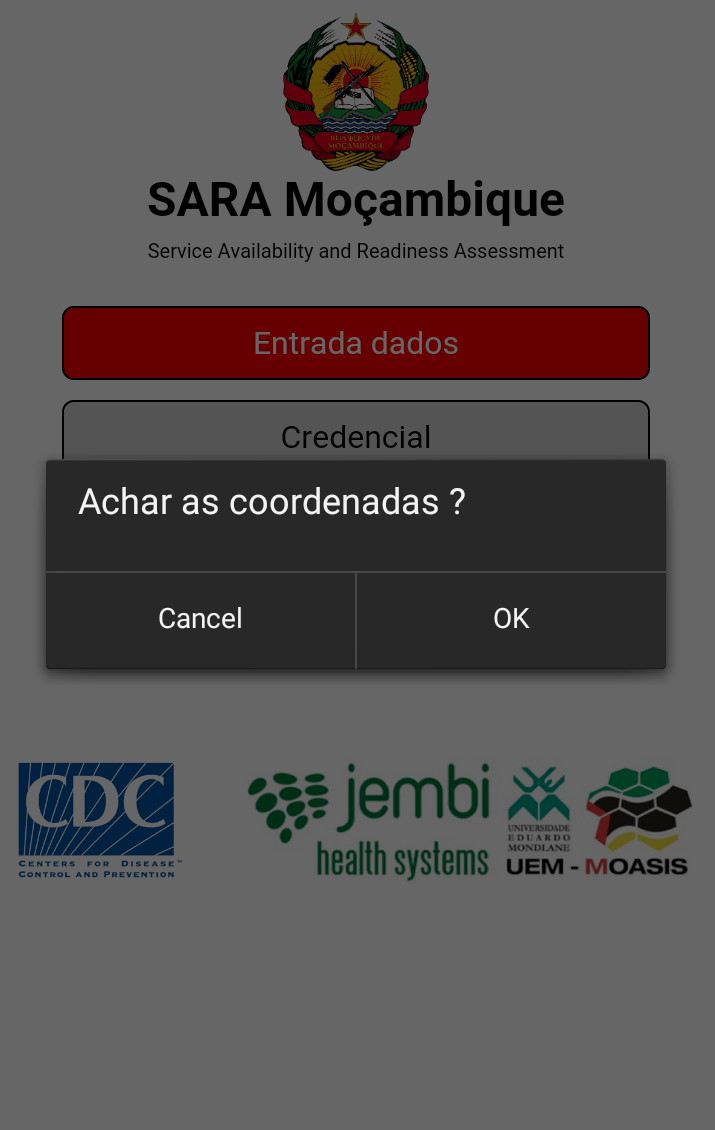 REPÚBLICA DE
MOÇAMBIQUE
SARA Moçambique
Service Availability and Readiness Assessment
Entrada dados
Credencial
Achar as coordenadas ?
Cancel
OK
CDC
CENTERS FOR DISEASE™
CONTROL AND PREVENTION
jembi
health systems
UNIVERSIDADE
EDUARDO
MONDLANE
UEM - MOASIS